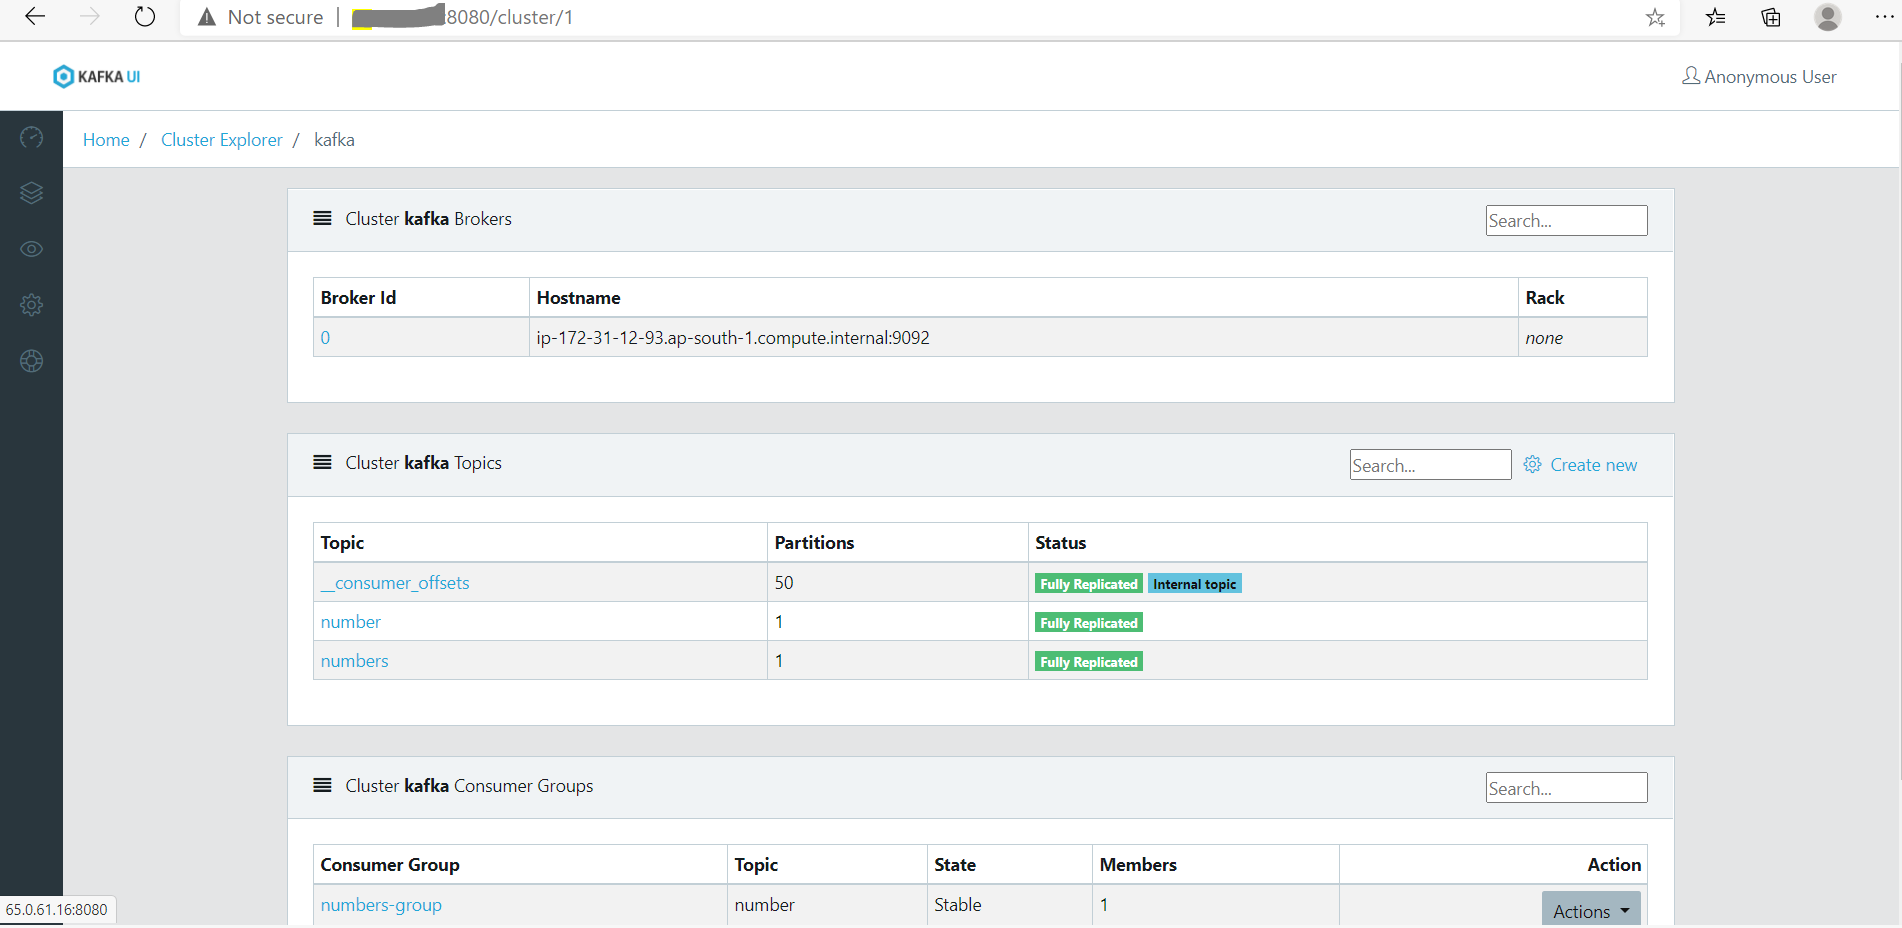 Not secure | :8080/cluster/1
KAFKA UI
Anonymous User
Home / Cluster Explorer / kafka
Cluster kafka Brokers
Search...
Broker Id Hostname Rack
0 ip-172-31-12-93.ap-south-1.compute.internal:9092 none
Cluster kafka Topics
Search... Create new
Topic Partitions Status
__consumer_offsets 50 Fully Replicated Internal topic
number 1 Fully Replicated
numbers 1 Fully Replicated
Cluster kafka Consumer Groups
Search...
Consumer Group Topic State Members Action
numbers-group number Stable 1 Actions
65.0.61.16:8080